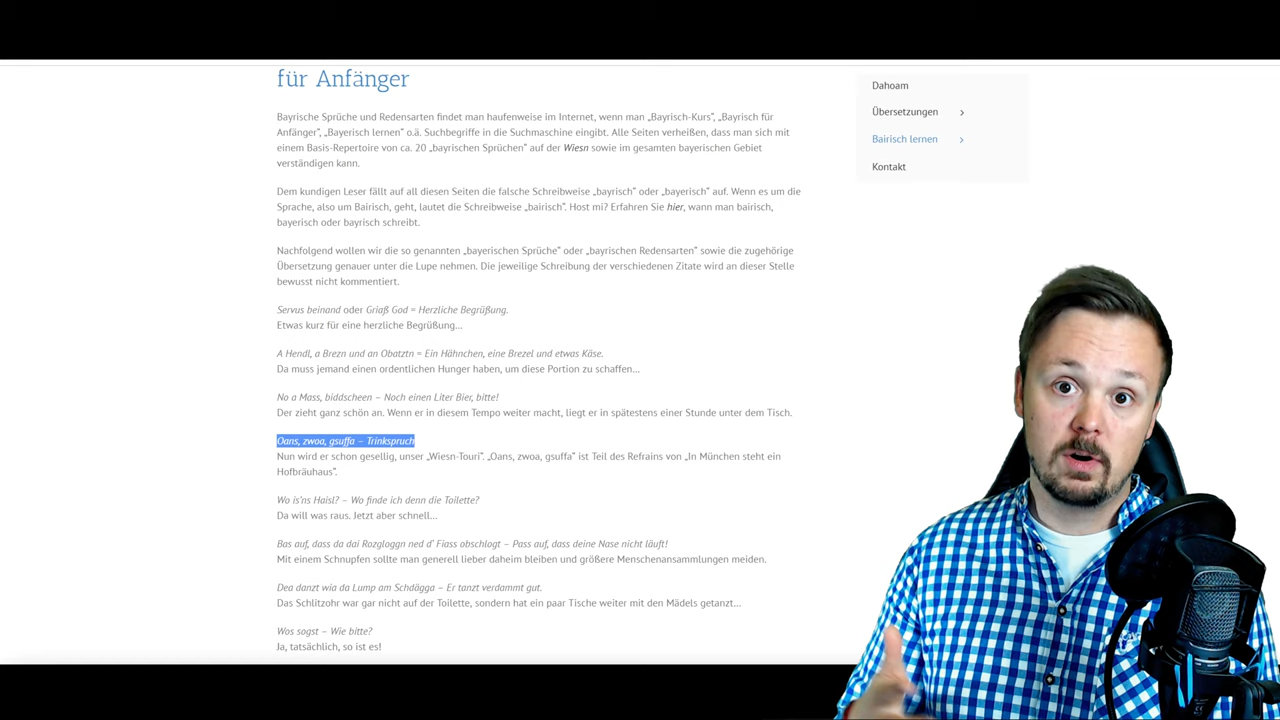 für Anfänger
Bayrische Sprüche und Redensarten findet man haufenweise im Internet, wenn man „Bayrisch-Kurs“, „Bayrisch für
Anfänger“, „Bayerisch lernen“ o.ä. Suchbegriffe in die Suchmaschine eingibt. Alle Seiten verheißen, dass man sich mit
einem Basis-Repertoire von ca. 20 „bayrischen Sprüchen“ auf der Wiesn sowie im gesamten bayerischen Gebiet
verständigen kann.
Dem kundigen Leser fällt auf all diesen Seiten die falsche Schreibweise „bayrisch“ oder „bayerisch“ auf. Wenn es um die
Sprache, also um Bairisch, geht, lautet die Schreibweise „bairisch“. Host mi? Erfahren Sie hier, wann man bairisch,
bayerisch oder bayrisch schreibt.
Nachfolgend wollen wir die so genannten „bayerischen Sprüche“ oder „bayrischen Redensarten“ sowie die zugehörige
Übersetzung genauer unter die Lupe nehmen. Die jeweilige Schreibung der verschiedenen Zitate wird an dieser Stelle
bewusst nicht kommentiert.
Servus beinand oder Griaß God = Herzliche Begrüßung.
Etwas kurz für eine herzliche Begrüßung…
A Hendl, a Brezn und an Obatztn = Ein Hähnchen, eine Brezel und etwas Käse.
Da muss jemand einen ordentlichen Hunger haben, um diese Portion zu schaffen…
No a Mass, biddscheen – Noch einen Liter Bier, bitte!
Der zieht ganz schön an. Wenn er in diesem Tempo weiter macht, liegt er in spätestens einer Stunde unter dem Tisch.
Oans, zwoa, gsuffa – Trinkspruch
Nun wird er schon gesellig, unser „Wiesn-Touri“. „Oans, zwoa, gsuffa“ ist Teil des Refrains von „In München steht ein
Hofbräuhaus“.
Wo is'ns Haisl? – Wo finde ich denn die Toilette?
Da will was raus. Jetzt aber schnell…
Bas auf, dass da dai Rozgloggn ned d' Fiass obschlogt – Pass auf, dass deine Nase nicht läuft!
Mit einem Schnupfen sollte man generell lieber daheim bleiben und größere Menschenansammlungen meiden.
Dea danzt wia da Lump am Schdägga – Er tanzt verdammt gut.
Das Schlitzohr war gar nicht auf der Toilette, sondern hat ein paar Tische weiter mit den Mädels getanzt…
Wos sogst – Wie bitte?
Ja, tatsächlich, so ist es!
Dahoam
Übersetzungen
Bairisch lernen
Kontakt